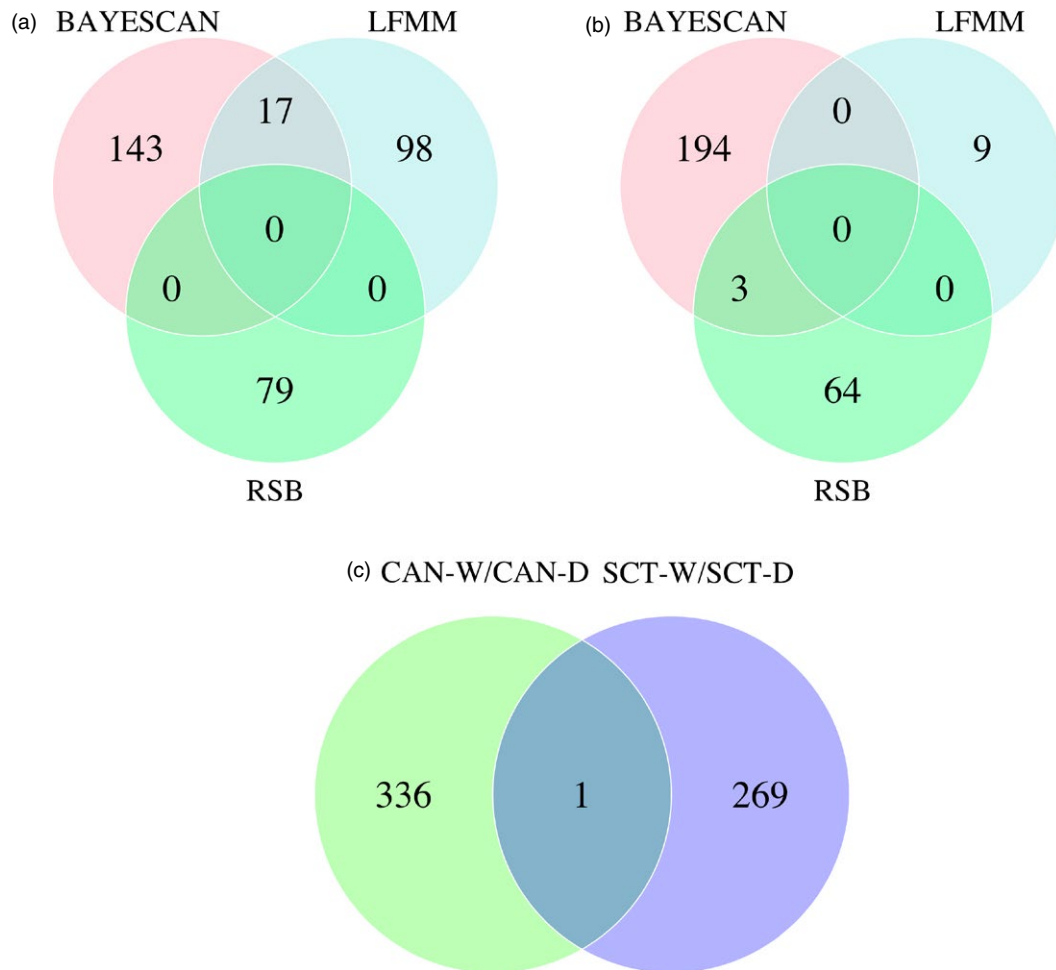 (a) BAYESCAN LFMM (b) BAYESCAN LFMM
17 0
143 98 194 9
0 0
0 0 3 0
79 64
RSB RSB
(c) CAN-W/CAN-D SCT-W/SCT-D
336 1 269